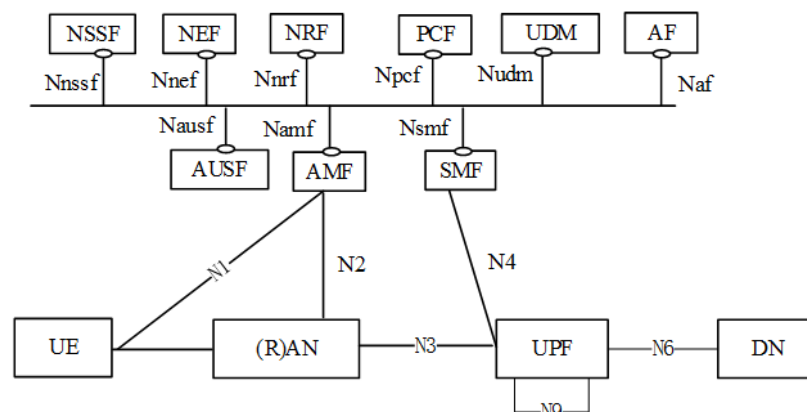 NSSF NEF NRF PCF UDM AF
Nnssf Nnef Nnrf Npcf Nudm Naf
Nausf Namf Nsmf
AUSF AMF SMF
N1 N2 N4
UE (R)AN N3 UPF N6 DN
N9